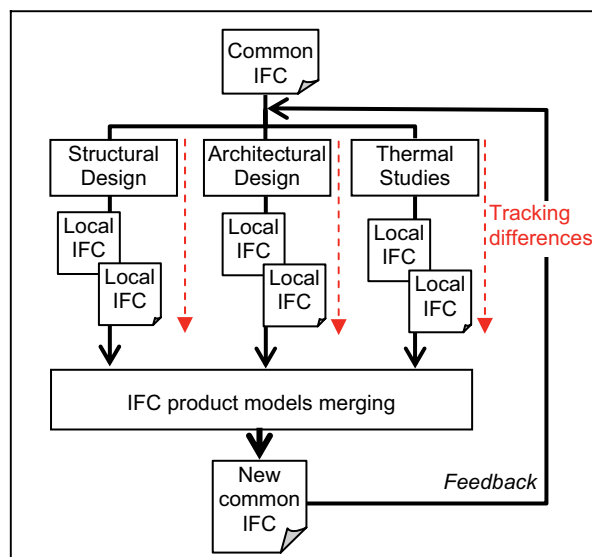 Common
IFC
Structural
Design
Architectural
Design
Thermal
Studies
Tracking
differences
Local
IFC
Local
IFC
Local
IFC
Local
IFC
Local
IFC
Local
IFC
IFC product models merging
New
common
IFC
Feedback